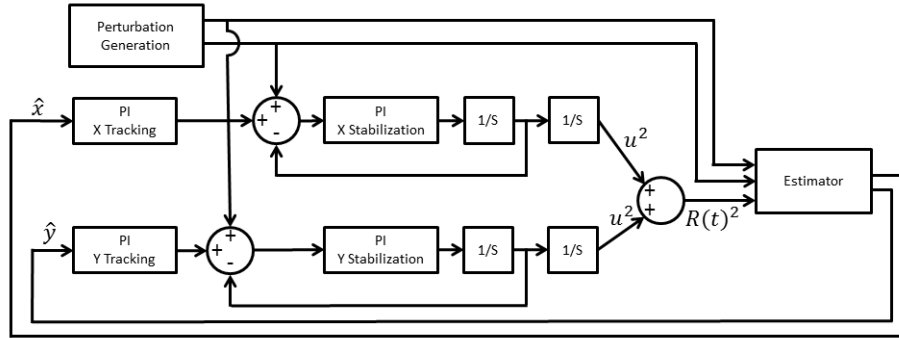 Perturbation
Generation
x̂
PI
X Tracking
+
+
-
PI
X Stabilization
1/S
1/S
u²
+
+
R(t)²
Estimator
ŷ
PI
Y Tracking
+
+
-
PI
Y Stabilization
1/S
1/S
u²